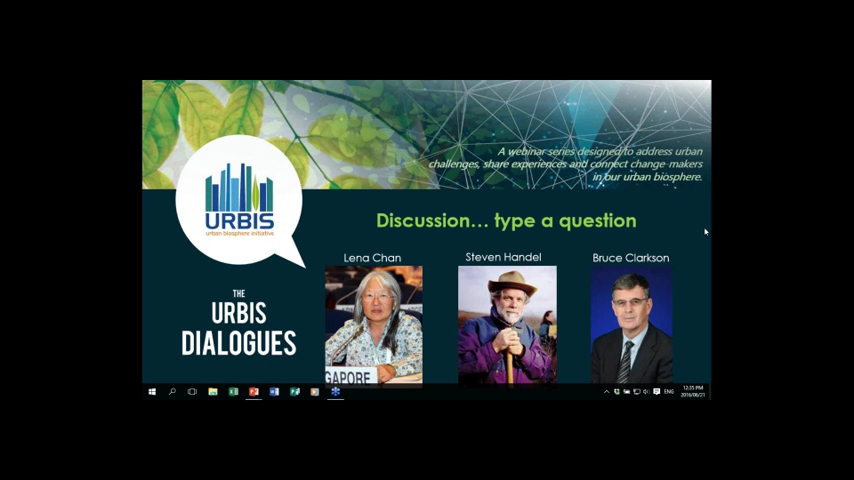 A webinar series designed to address urban
challenges, share experiences and connect change-makers
in our urban biosphere.
URBIS
urban biosphere initiative
Discussion... type a question
Lena Chan
Steven Handel
Bruce Clarkson
THE
URBIS
DIALOGUES
GAPORE
ENG
12:35 PM
2016/06/21